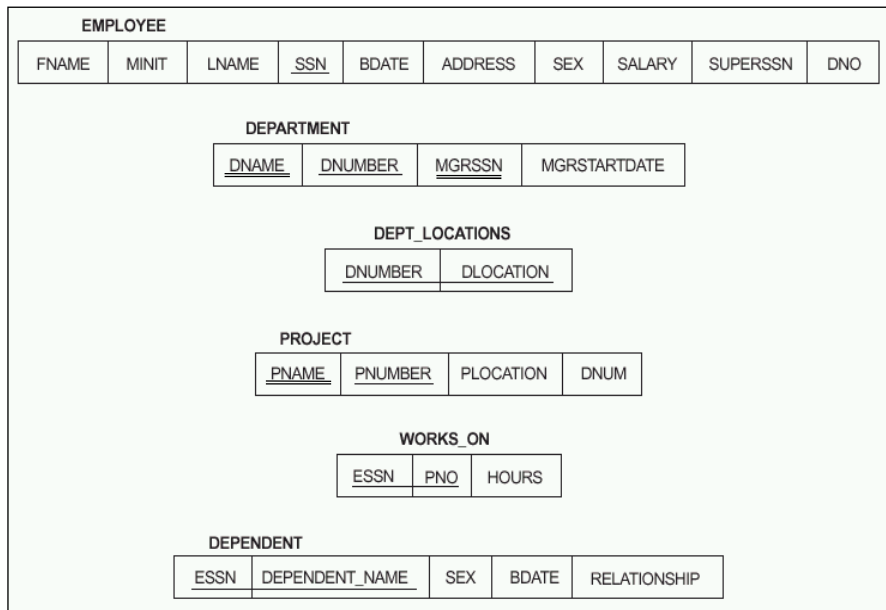 EMPLOYEE
FNAME MINIT LNAME SSN BDATE ADDRESS SEX SALARY SUPERSSN DNO
DEPARTMENT
DNAME DNUMBER MGRSSN MGRSTARTDATE
DEPT_LOCATIONS
DNUMBER DLOCATION
PROJECT
PNAME PNUMBER PLOCATION DNUM
WORKS_ON
ESSN PNO HOURS
DEPENDENT
ESSN DEPENDENT_NAME SEX BDATE RELATIONSHIP